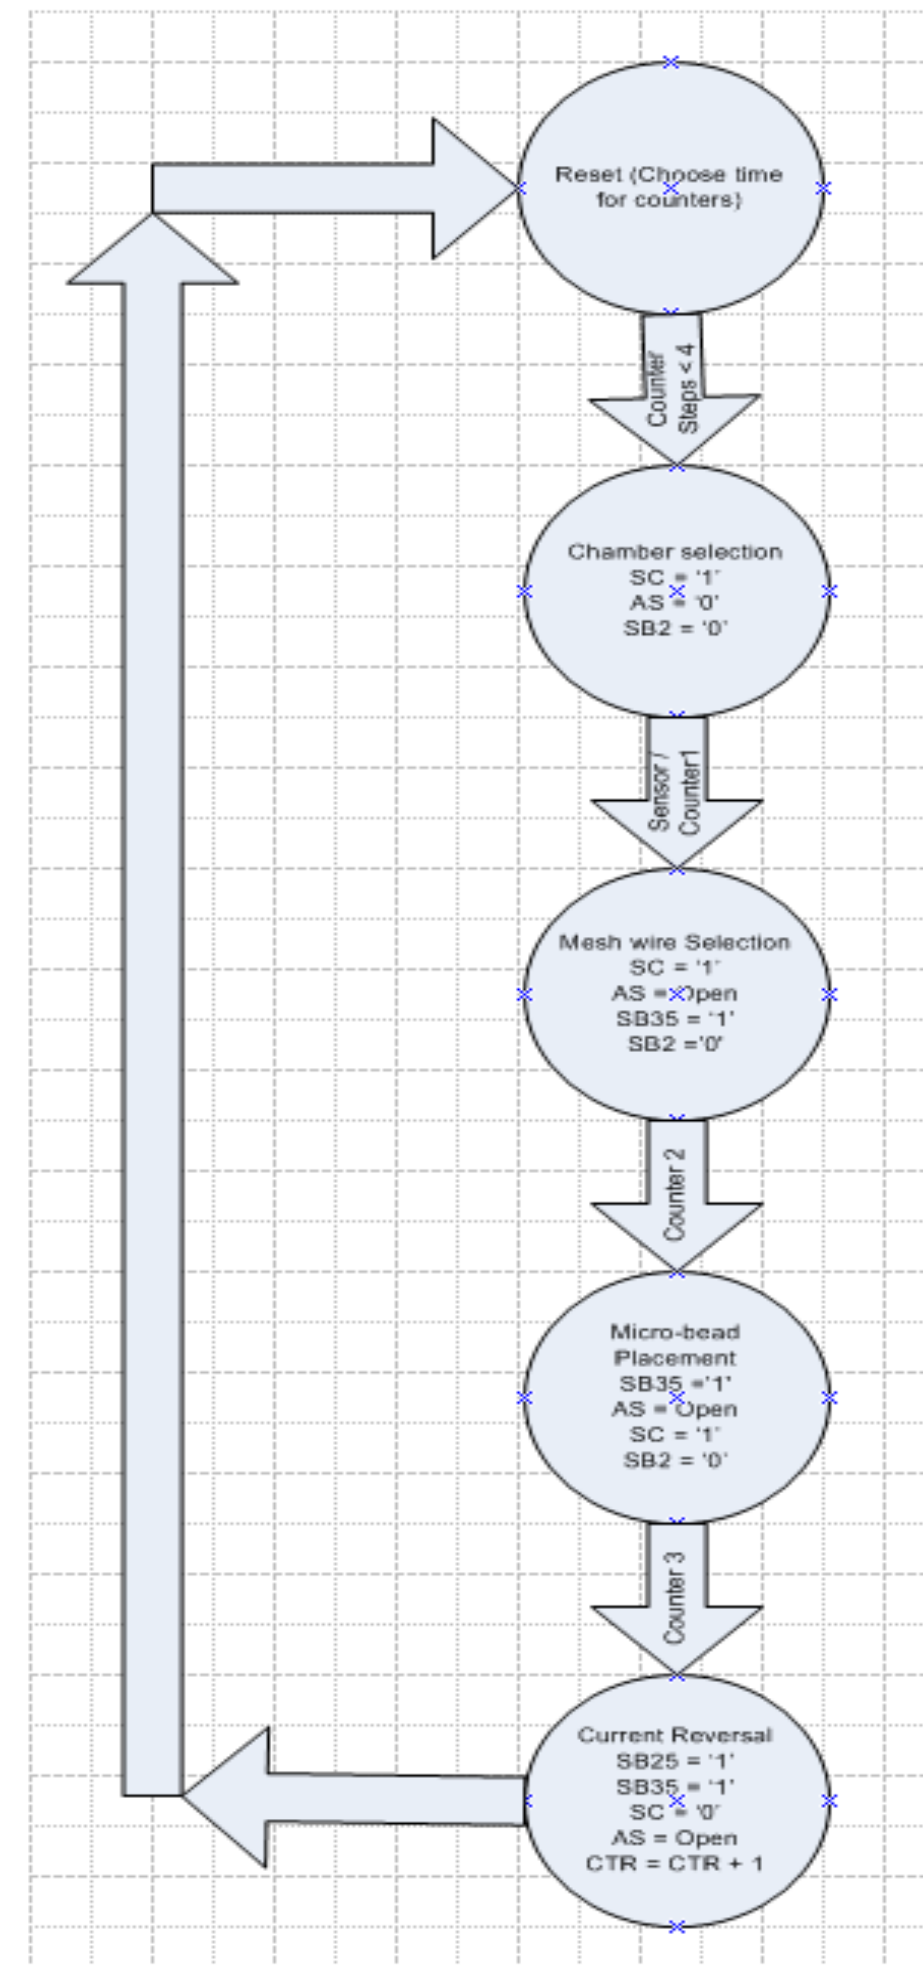 Reset (Choose time
for counters)
Counter
Steps < 4
Chamber selection
SC = '1'
AS = '0'
SB2 = '0'
Sensor /
Counter1
Mesh wire Selection
SC = '1'
AS = Open
SB35 = '1'
SB2 ='0'
Counter 2
Micro-bead
Placement
SB35 ='1'
AS = Open
SC = '1'
SB2 = '0'
Counter 3
Current Reversal
SB25 = '1'
SB35 = '1'
SC = '0'
AS = Open
CTR = CTR + 1